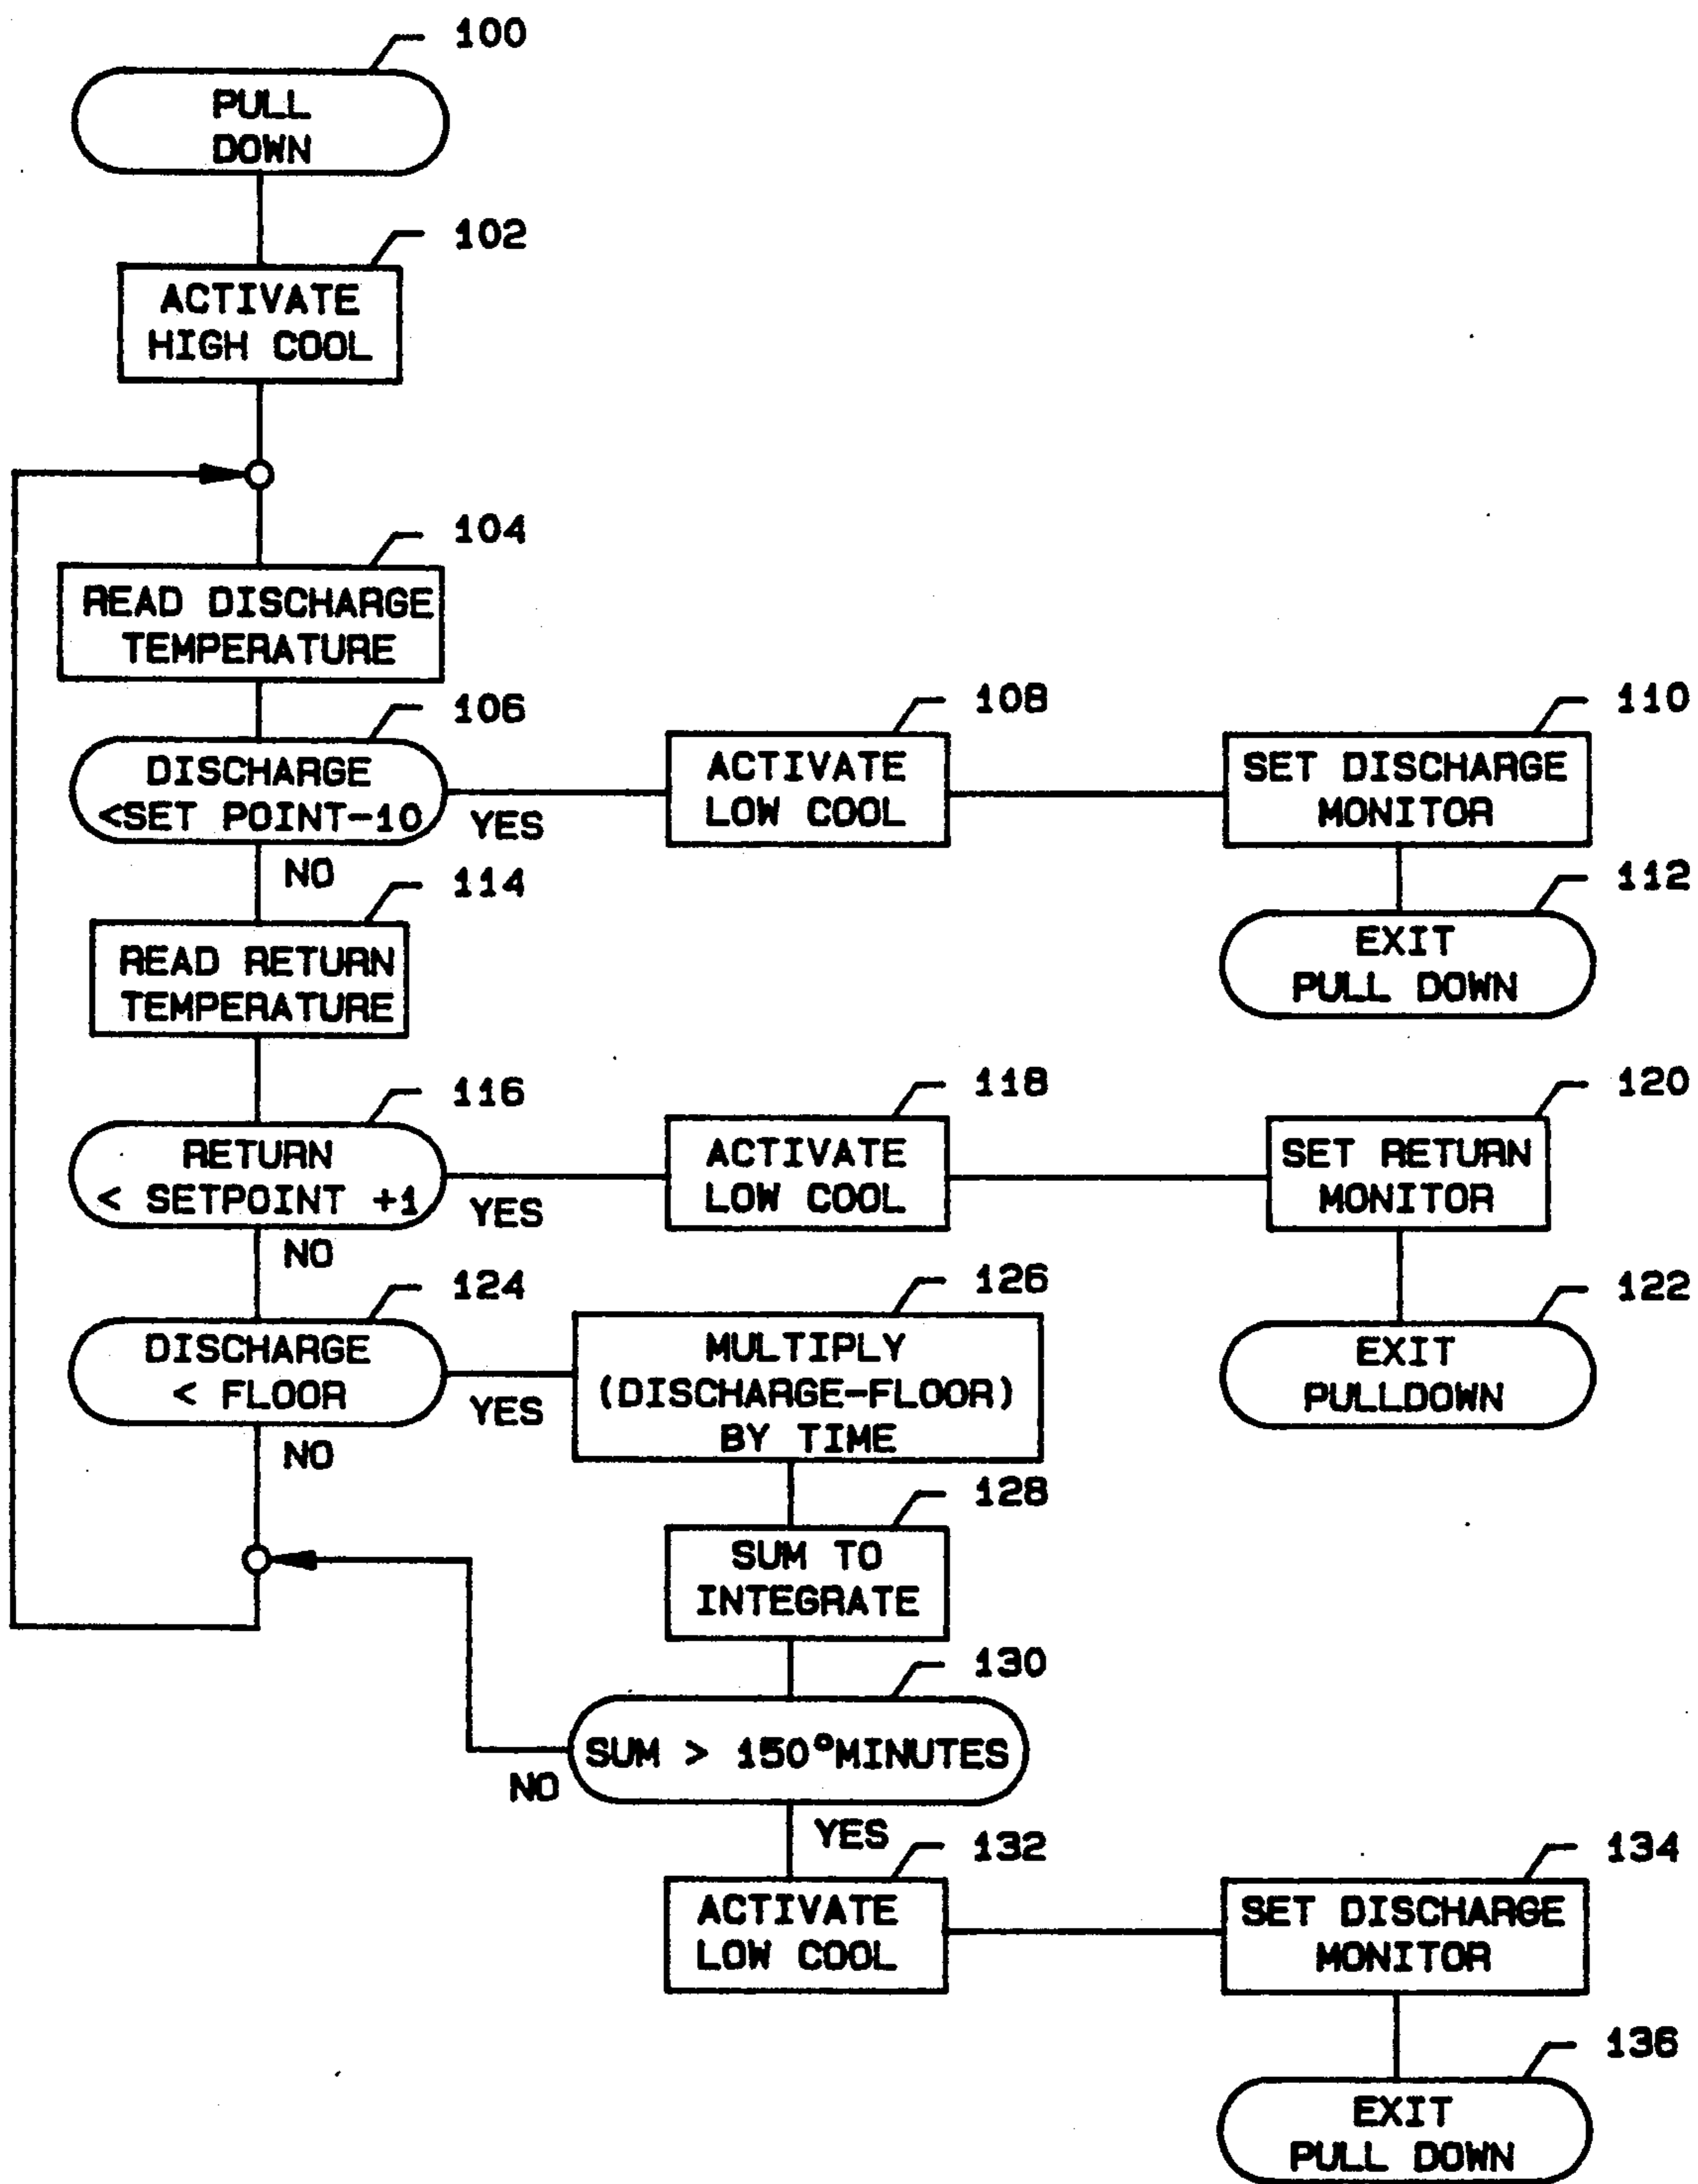 100
PULL
DOWN
102
ACTIVATE
HIGH COOL
104
READ DISCHARGE
TEMPERATURE
106
DISCHARGE
<SET POINT-10
YES
NO
108
ACTIVATE
LOW COOL
110
SET DISCHARGE
MONITOR
112
EXIT
PULL DOWN
114
READ RETURN
TEMPERATURE
116
RETURN
< SETPOINT +1
YES
NO
118
ACTIVATE
LOW COOL
120
SET RETURN
MONITOR
122
EXIT
PULLDOWN
124
DISCHARGE
< FLOOR
YES
NO
126
MULTIPLY
(DISCHARGE-FLOOR)
BY TIME
128
SUM TO
INTEGRATE
130
SUM > 150°MINUTES
NO
YES
132
ACTIVATE
LOW COOL
134
SET DISCHARGE
MONITOR
136
EXIT
PULL DOWN